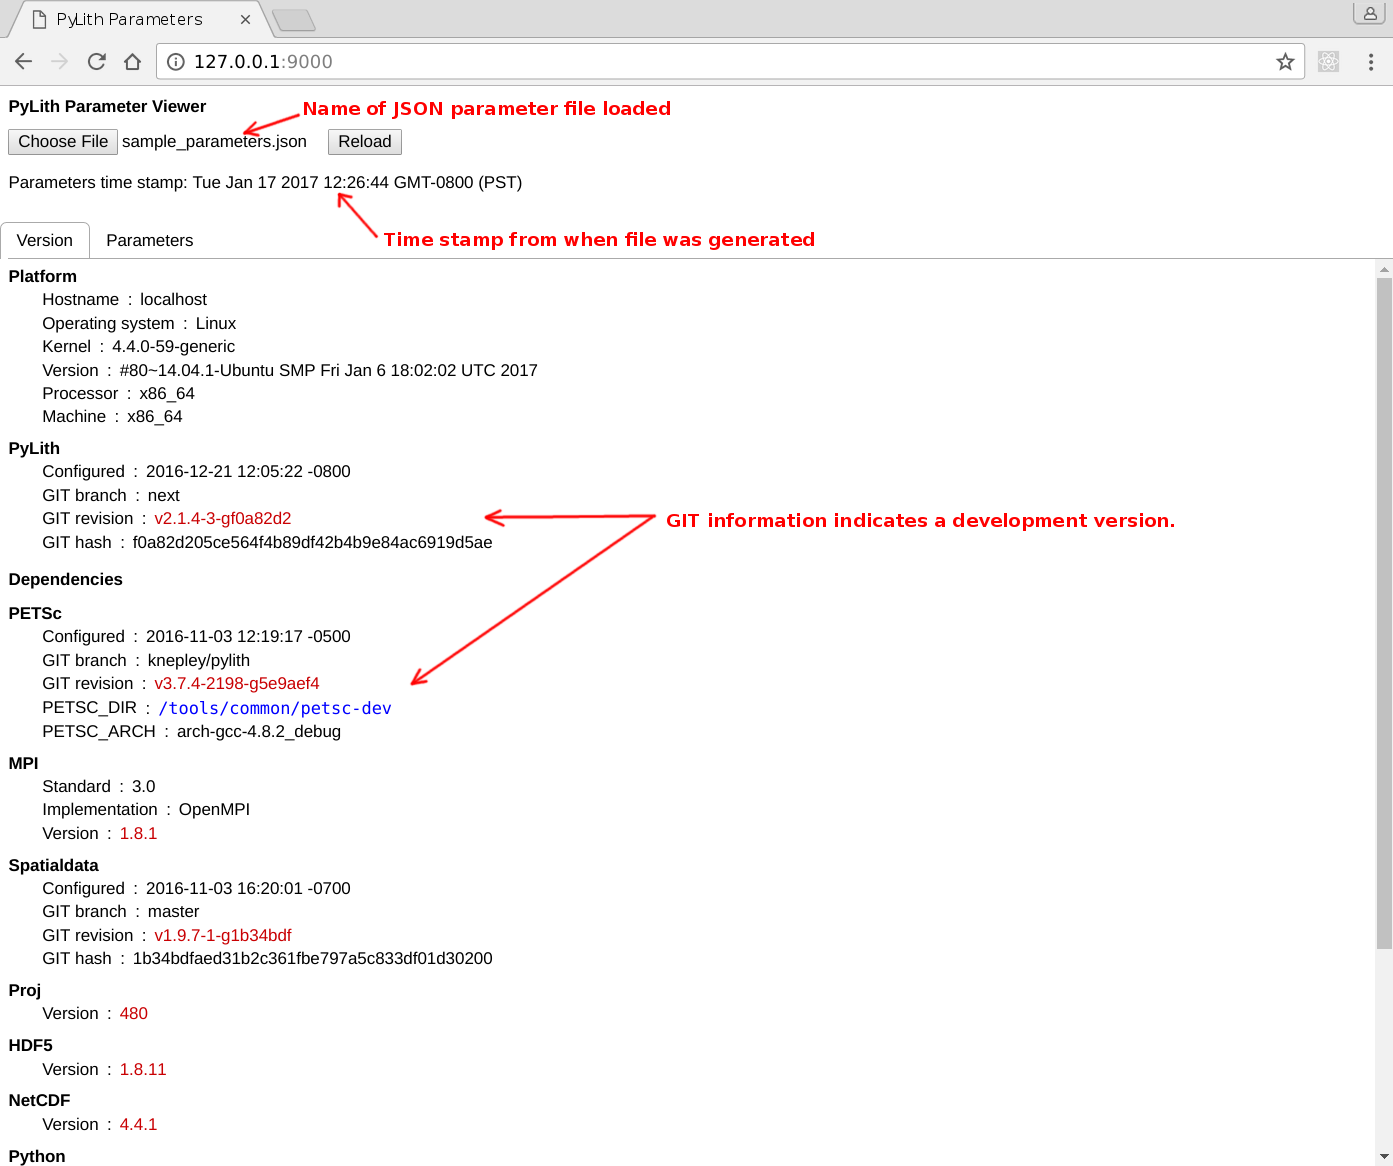 PyLith Parameters
127.0.0.1:9000
PyLith Parameter Viewer
Name of JSON parameter file loaded
Choose File sample_parameters.json Reload
Parameters time stamp: Tue Jan 17 2017 12:26:44 GMT-0800 (PST)
Time stamp from when file was generated
Version Parameters
Platform
Hostname : localhost
Operating system : Linux
Kernel : 4.4.0-59-generic
Version : #80~14.04.1-Ubuntu SMP Fri Jan 6 18:02:02 UTC 2017
Processor : x86_64
Machine : x86_64
PyLith
Configured : 2016-12-21 12:05:22 -0800
GIT branch : next
GIT revision : v2.1.4-3-gf0a82d2
GIT information indicates a development version.
GIT hash : f0a82d205ce564f4b89df42b4b9e84ac6919d5ae
Dependencies
PETSc
Configured : 2016-11-03 12:19:17 -0500
GIT branch : knepley/pylith
GIT revision : v3.7.4-2198-g5e9aef4
PETSC_DIR : /tools/common/petsc-dev
PETSC_ARCH : arch-gcc-4.8.2_debug
MPI
Standard : 3.0
Implementation : OpenMPI
Version : 1.8.1
Spatialdata
Configured : 2016-11-03 16:20:01 -0700
GIT branch : master
GIT revision : v1.9.7-1-g1b34bdf
GIT hash : 1b34bdfaed31b2c361fbe797a5c833df01d30200
Proj
Version : 480
HDF5
Version : 1.8.11
NetCDF
Version : 4.4.1
Python